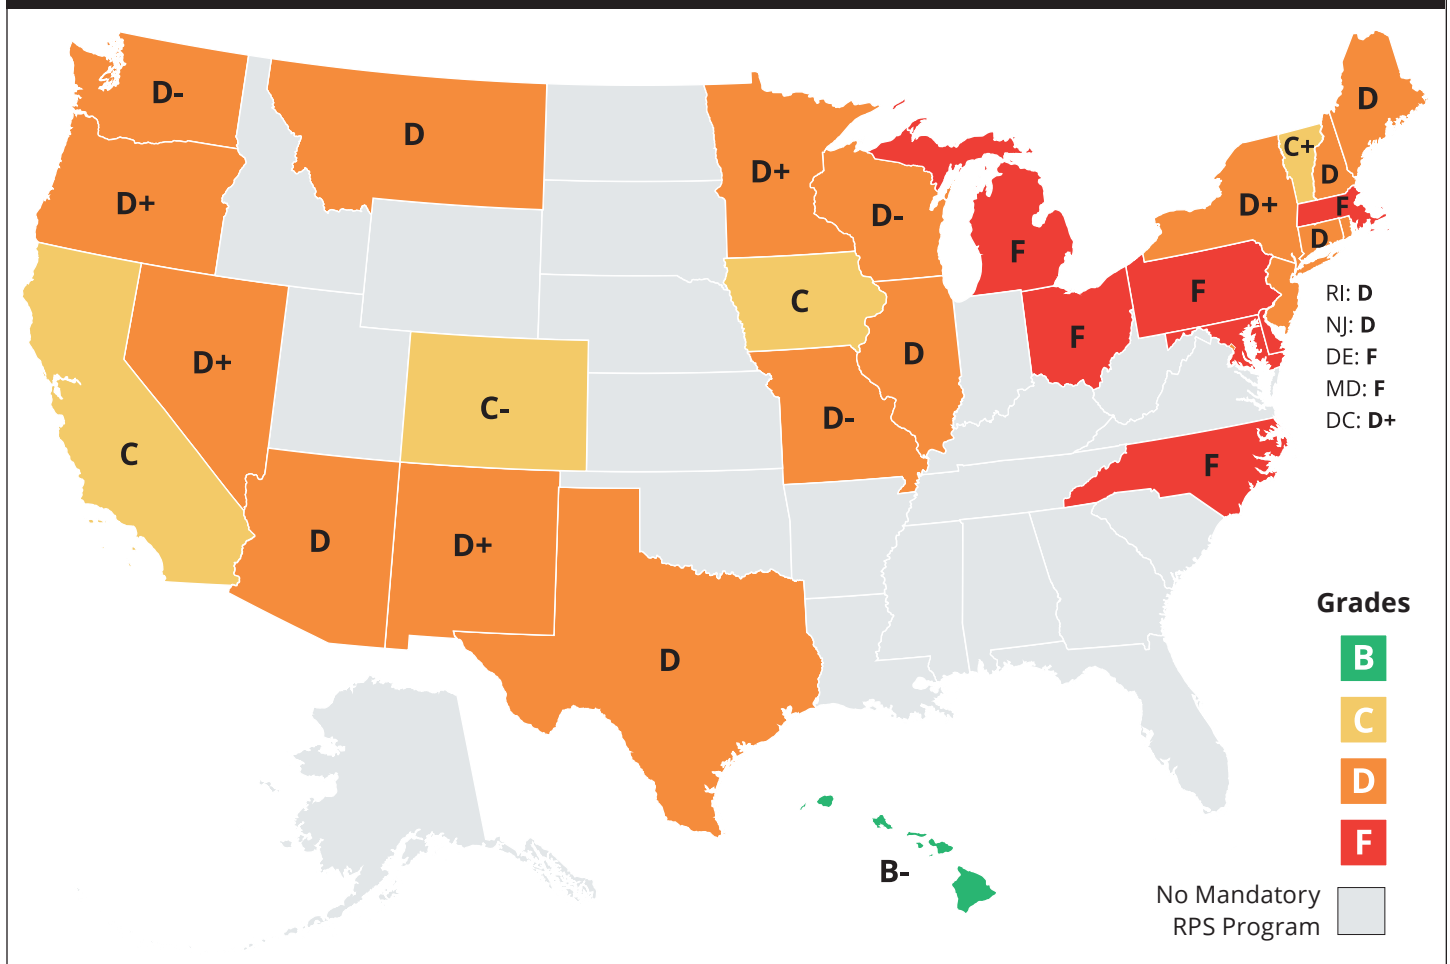 D-
D
D
D+
D+
D-
C+
D
D+
F
D
F
F
C
F
D+
D
C-
D-
C
F
D
D+
D
RI: D
NJ: D
DE: F
MD: F
DC: D+
B-
Grades
B
C
D
F
No Mandatory
RPS Program